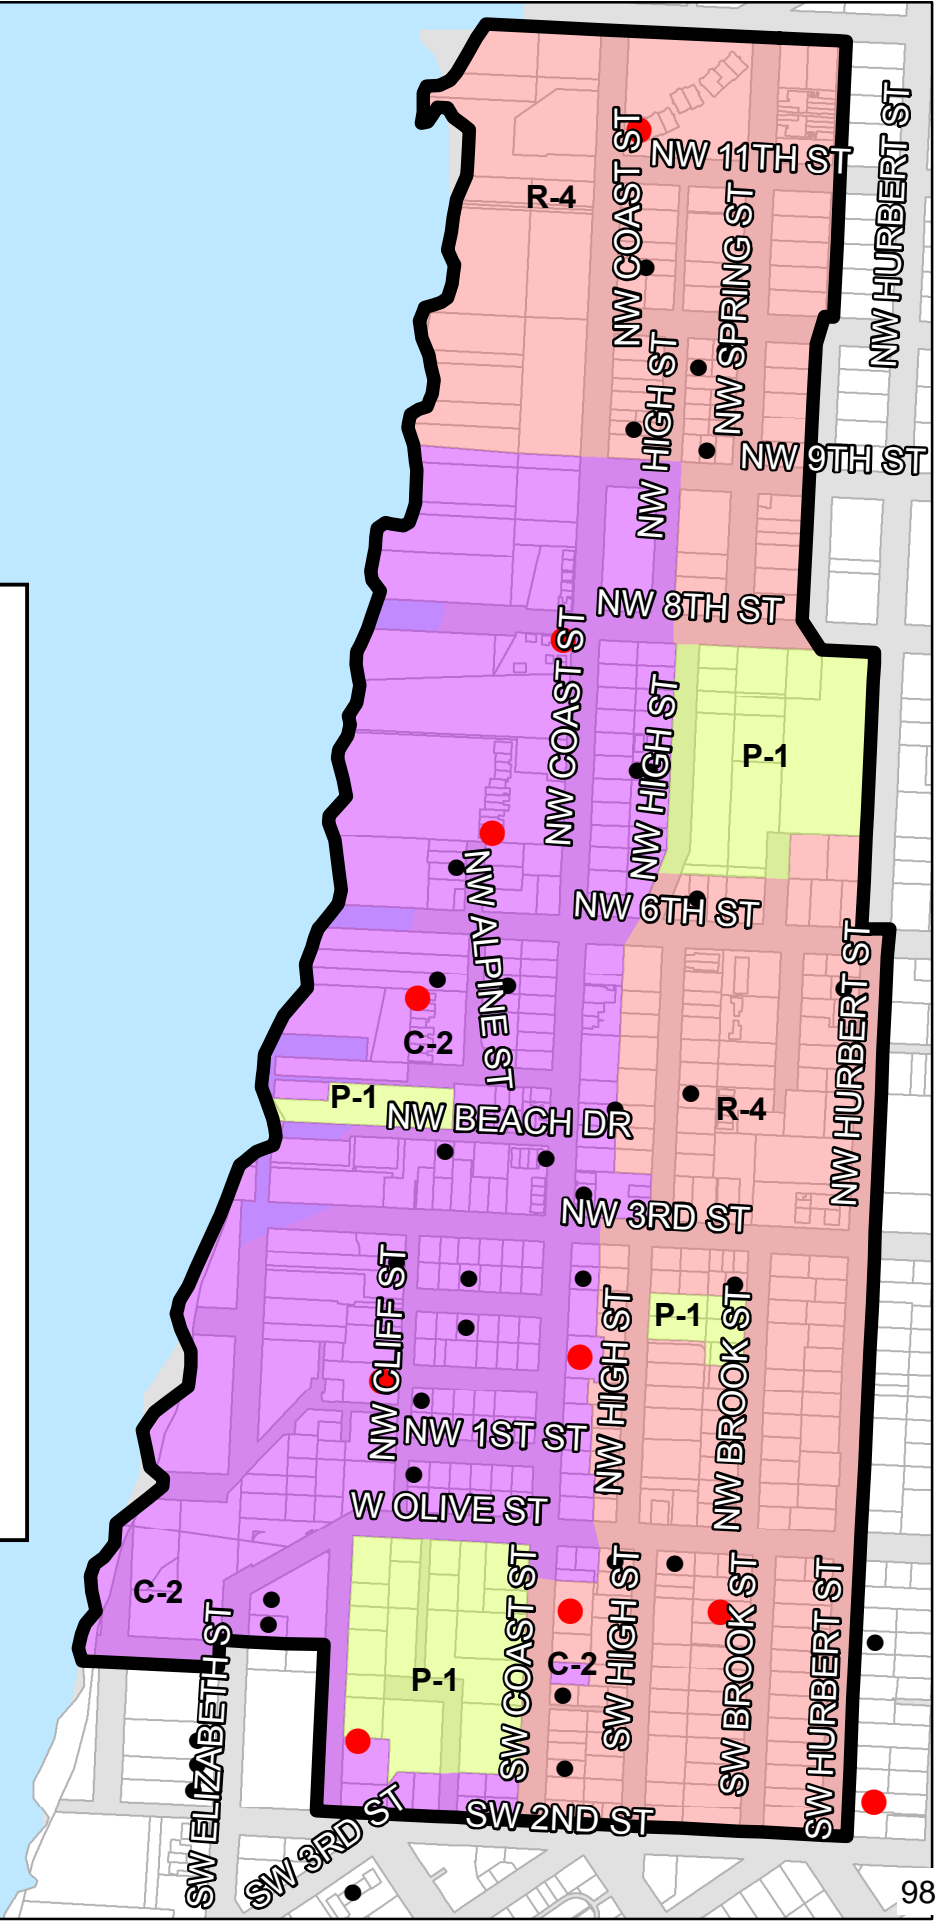 NW HURBERT ST
NW COAST ST
NW 11TH ST
R-4
NW SPRING ST
NW HIGH ST
NW 9TH ST
NW 8TH ST
NW COAST ST
NW HIGH ST
P-1
NW ALPINE ST
NW 6TH ST
NW HURBERT ST
C-2
P-1
NW BEACH DR
R-4
NW 3RD ST
NW CLIFF ST
P-1
NW HIGH ST
NW BROOK ST
NW 1ST ST
W OLIVE ST
C-2
SW ELIZABETH ST
P-1
SW COAST ST
C-2
SW HIGH ST
SW BROOK ST
SW HURBERT ST
SW 3RD ST
SW 2ND ST
98